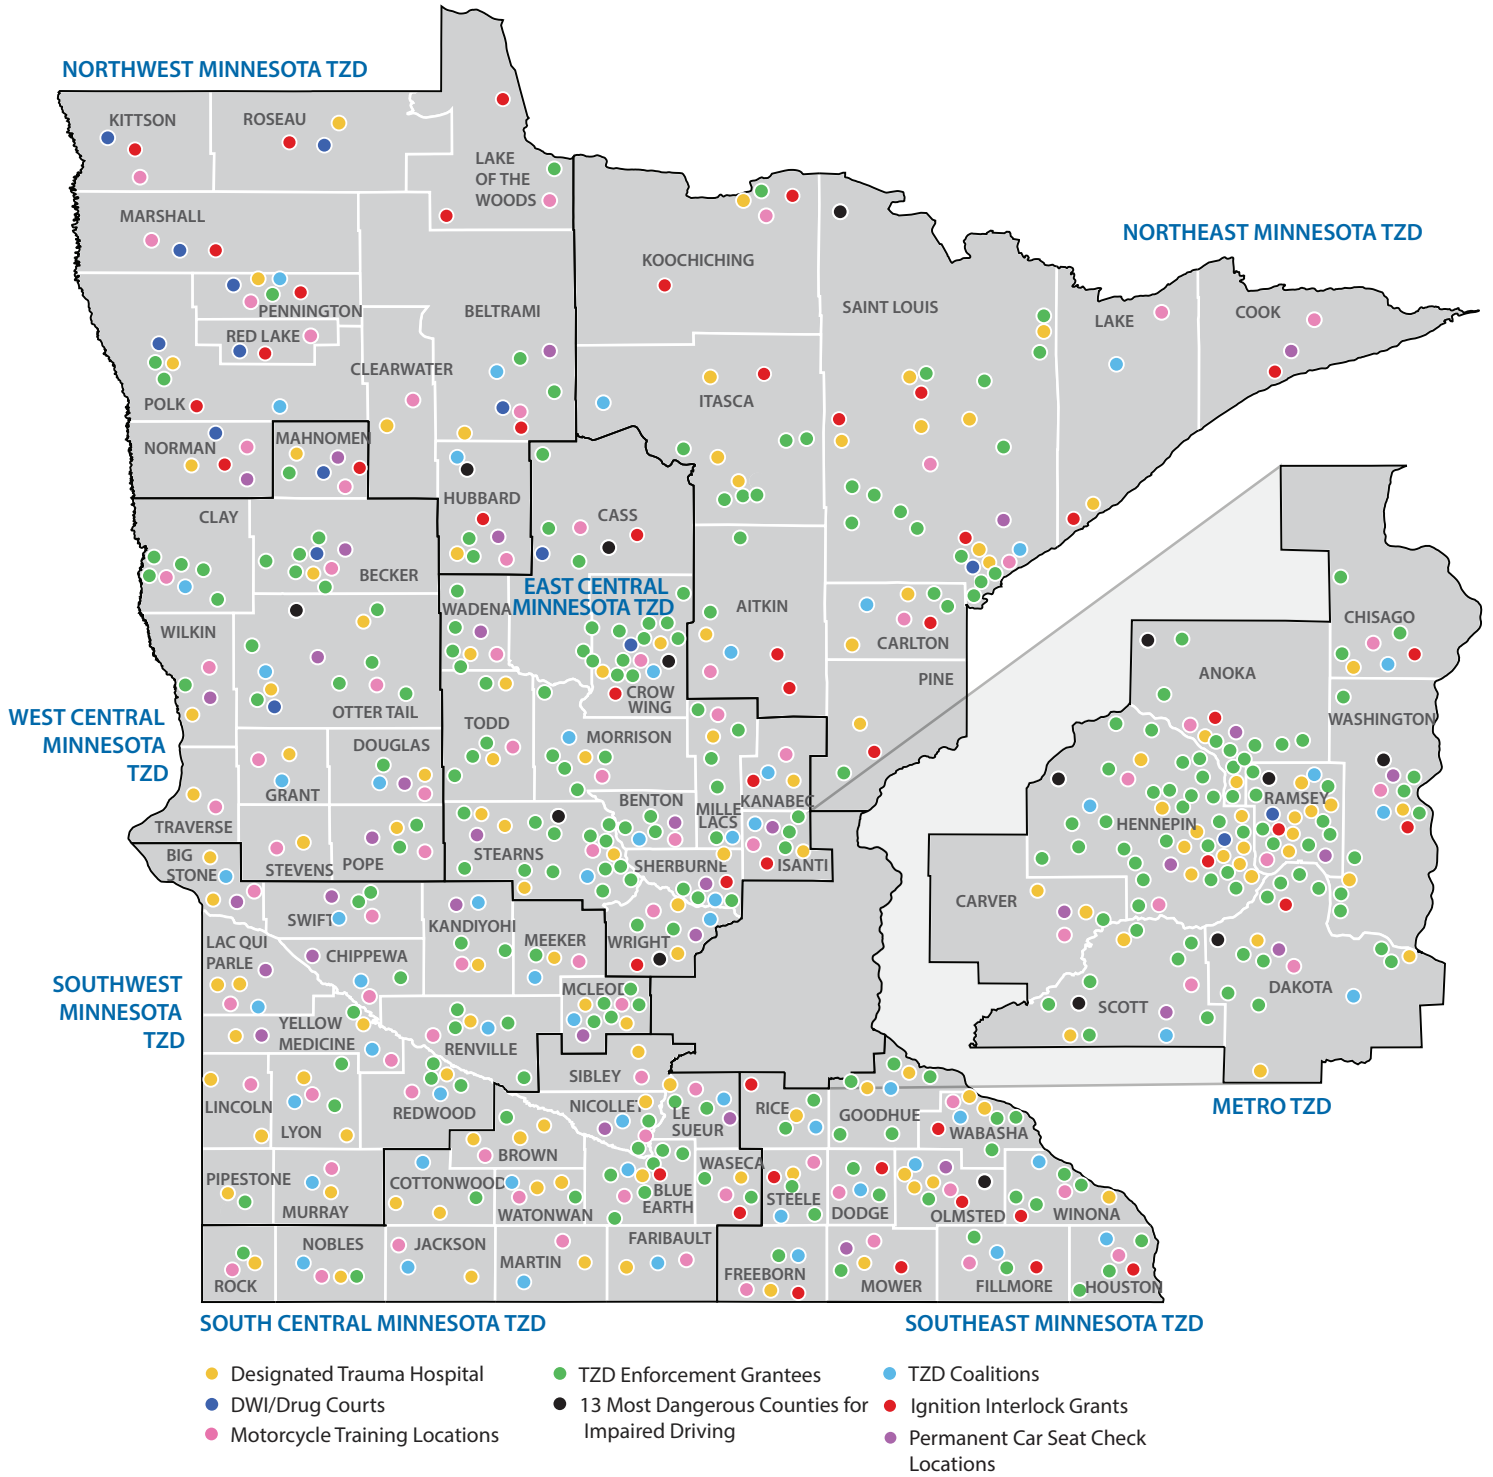 NORTHWEST MINNESOTA TZD
KITTSON
ROSEAU
LAKE
OF THE
WOODS
MARSHALL
NORTHEAST MINNESOTA TZD
KOOCHICHING
SAINT LOUIS
LAKE
COOK
PENNINGTON
BELTRAMI
RED LAKE
CLEARWATER
ITASCA
POLK
NORMAN
MAHNOMEN
HUBBARD
CASS
CLAY
BECKER
EAST CENTRAL
MINNESOTA TZD
WADENA
AITKIN
CARLTON
PINE
WILKIN
OTTER TAIL
CROW
WING
CHISAGO
ANOKA
WASHINGTON
WEST CENTRAL
MINNESOTA
TZD
TODD
MORRISON
DOUGLAS
GRANT
TRAVERSE
BENTON
MILLE
LACS
KANABEC
RAMSEY
HENNEPIN
STEVENS
POPE
STEARNS
SHERBURNE
ISANTI
BIG
STONE
CARVER
SWIFT
KANDIYOHI
MEEKER
WRIGHT
LAC QUI
PARLE
CHIPPEWA
SOUTHWEST
MINNESOTA
TZD
MCLEOD
DAKOTA
SCOTT
YELLOW
MEDICINE
RENVILLE
SIBLEY
LINCOLN
LYON
REDWOOD
NICOLLET
LE
SUEUR
RICE
GOODHUE
WABASHA
METRO TZD
BROWN
PIPESTONE
MURRAY
COTTONWOOD
WATONWAN
BLUE
EARTH
WASECA
STEELE
DODGE
OLMSTED
WINONA
ROCK
NOBLES
JACKSON
MARTIN
FARIBAULT
FREEBORN
MOWER
FILLMORE
HOUSTON
SOUTH CENTRAL MINNESOTA TZD
SOUTHEAST MINNESOTA TZD
Designated Trauma Hospital
DWI/Drug Courts
Motorcycle Training Locations
TZD Enforcement Grantees
13 Most Dangerous Counties for
Impaired Driving
TZD Coalitions
Ignition Interlock Grants
Permanent Car Seat Check
Locations